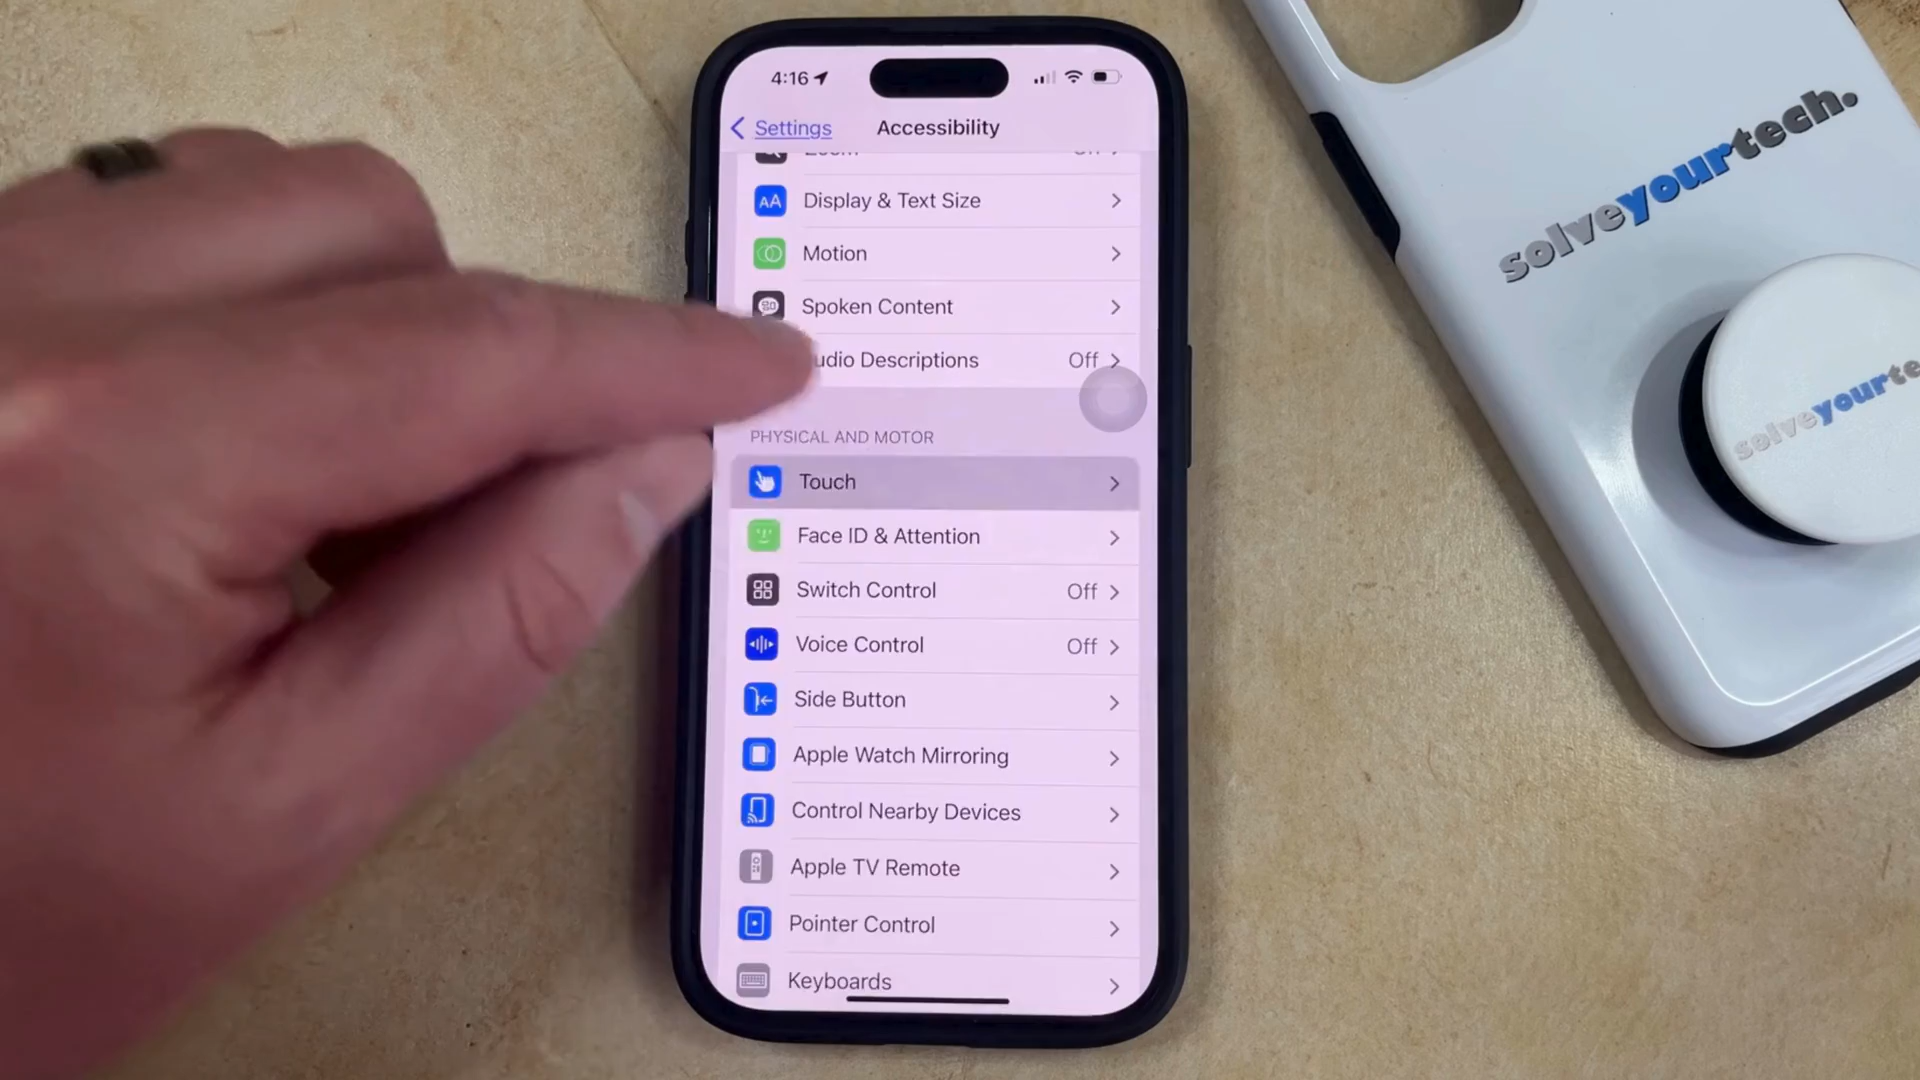 4:16
Settings
Accessibility
Zoom Off
Display & Text Size
Motion
Spoken Content
udio Descriptions Off
PHYSICAL AND MOTOR
Touch
Face ID & Attention
Switch Control Off
Voice Control Off
Side Button
Apple Watch Mirroring
Control Nearby Devices
Apple TV Remote
Pointer Control
Keyboards
solveyourtech.
solveyourte